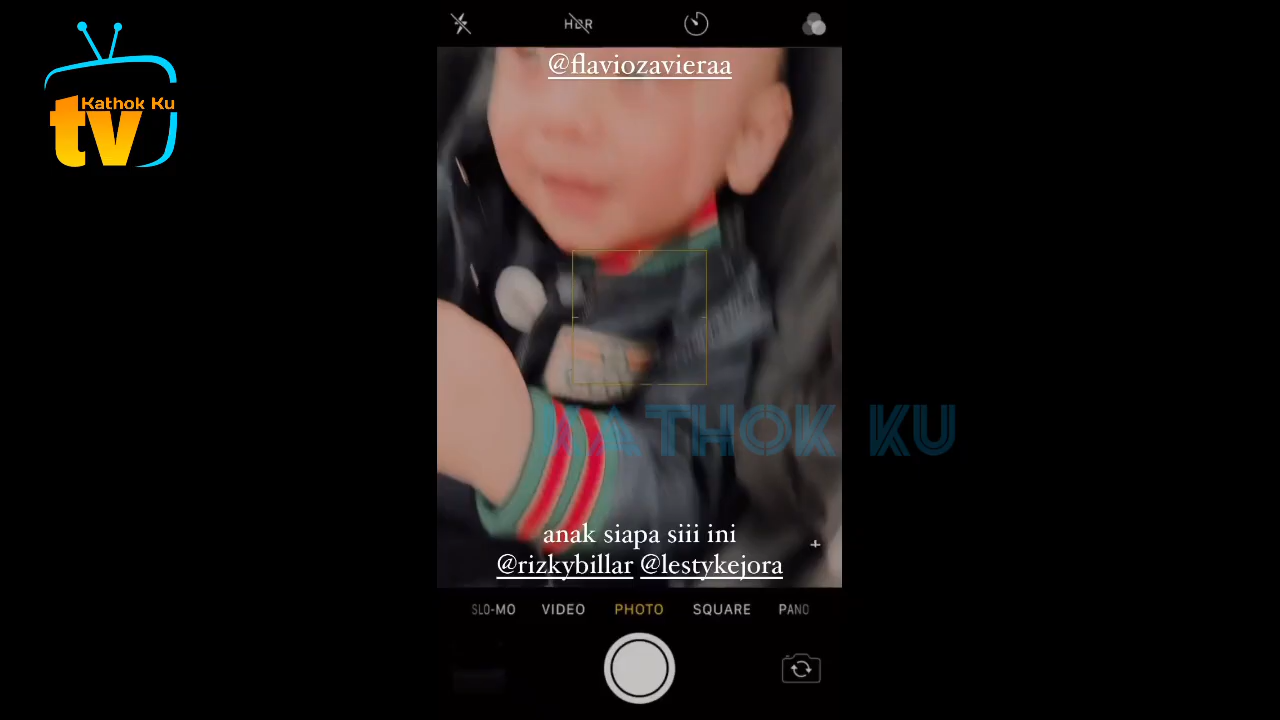 Kathok Ku
tv
HDR
@flaviozavieraa
KATHOK KU
anak siapa siii ini
@rizkybillar @lestykejora
SLO-MO VIDEO PHOTO SQUARE PANO